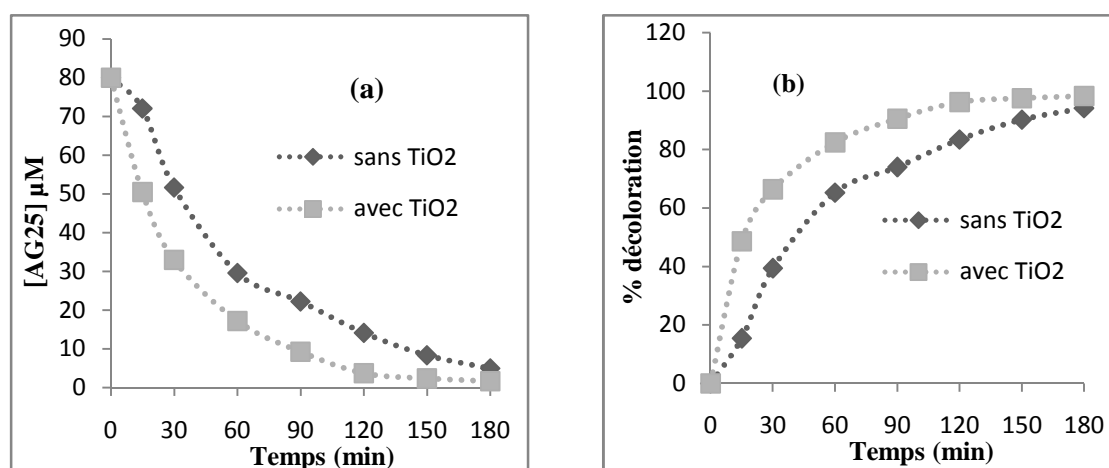 90
80
70
60
50
40
30
20
10
0
[AG25] µM
(a)
sans TiO2
avec TiO2
0 30 60 90 120 150 180
Temps (min)
120
100
80
60
40
20
0
% décoloration
(b)
sans TiO2
avec TiO2
0 30 60 90 120 150 180
Temps (min)